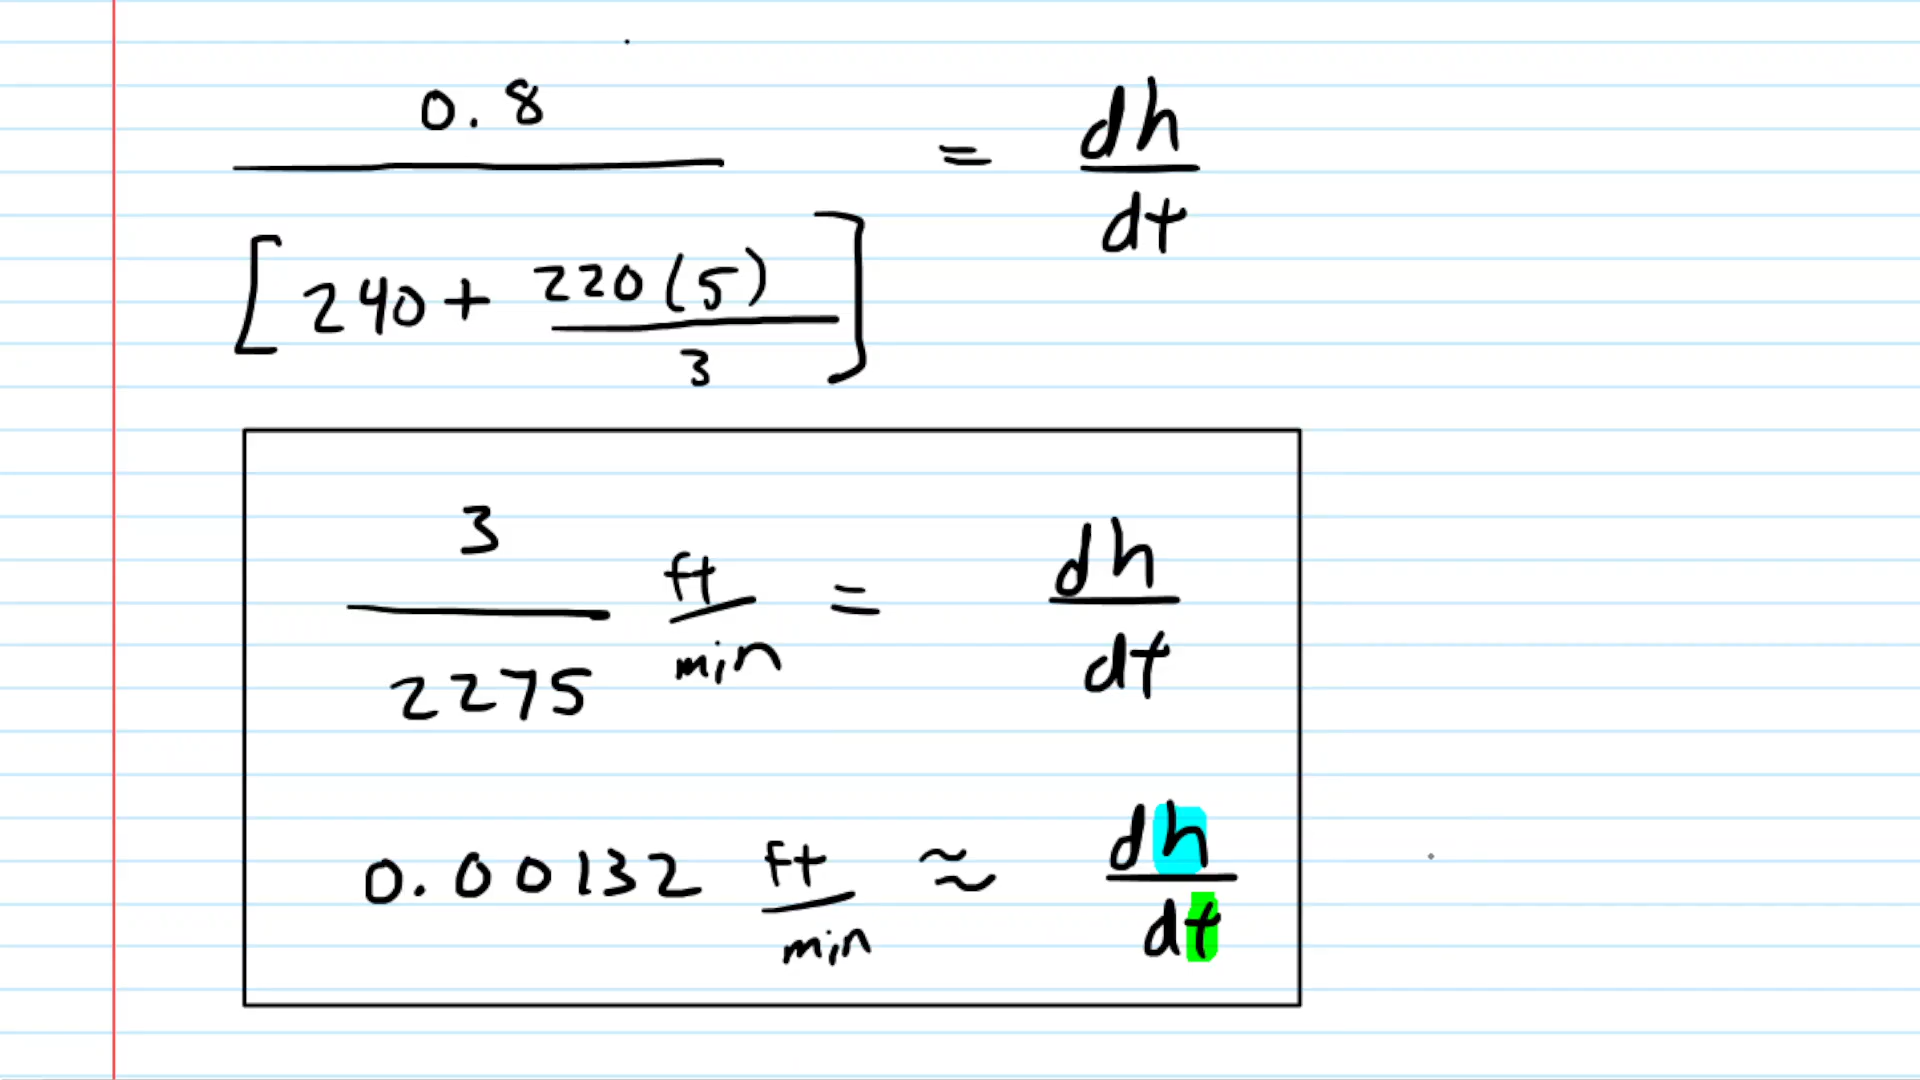 0.8 / [240 + 220(5)/3] = dh/dt
3/2275 ft/min = dh/dt
0.00132 ft/min ≈ dh/dt